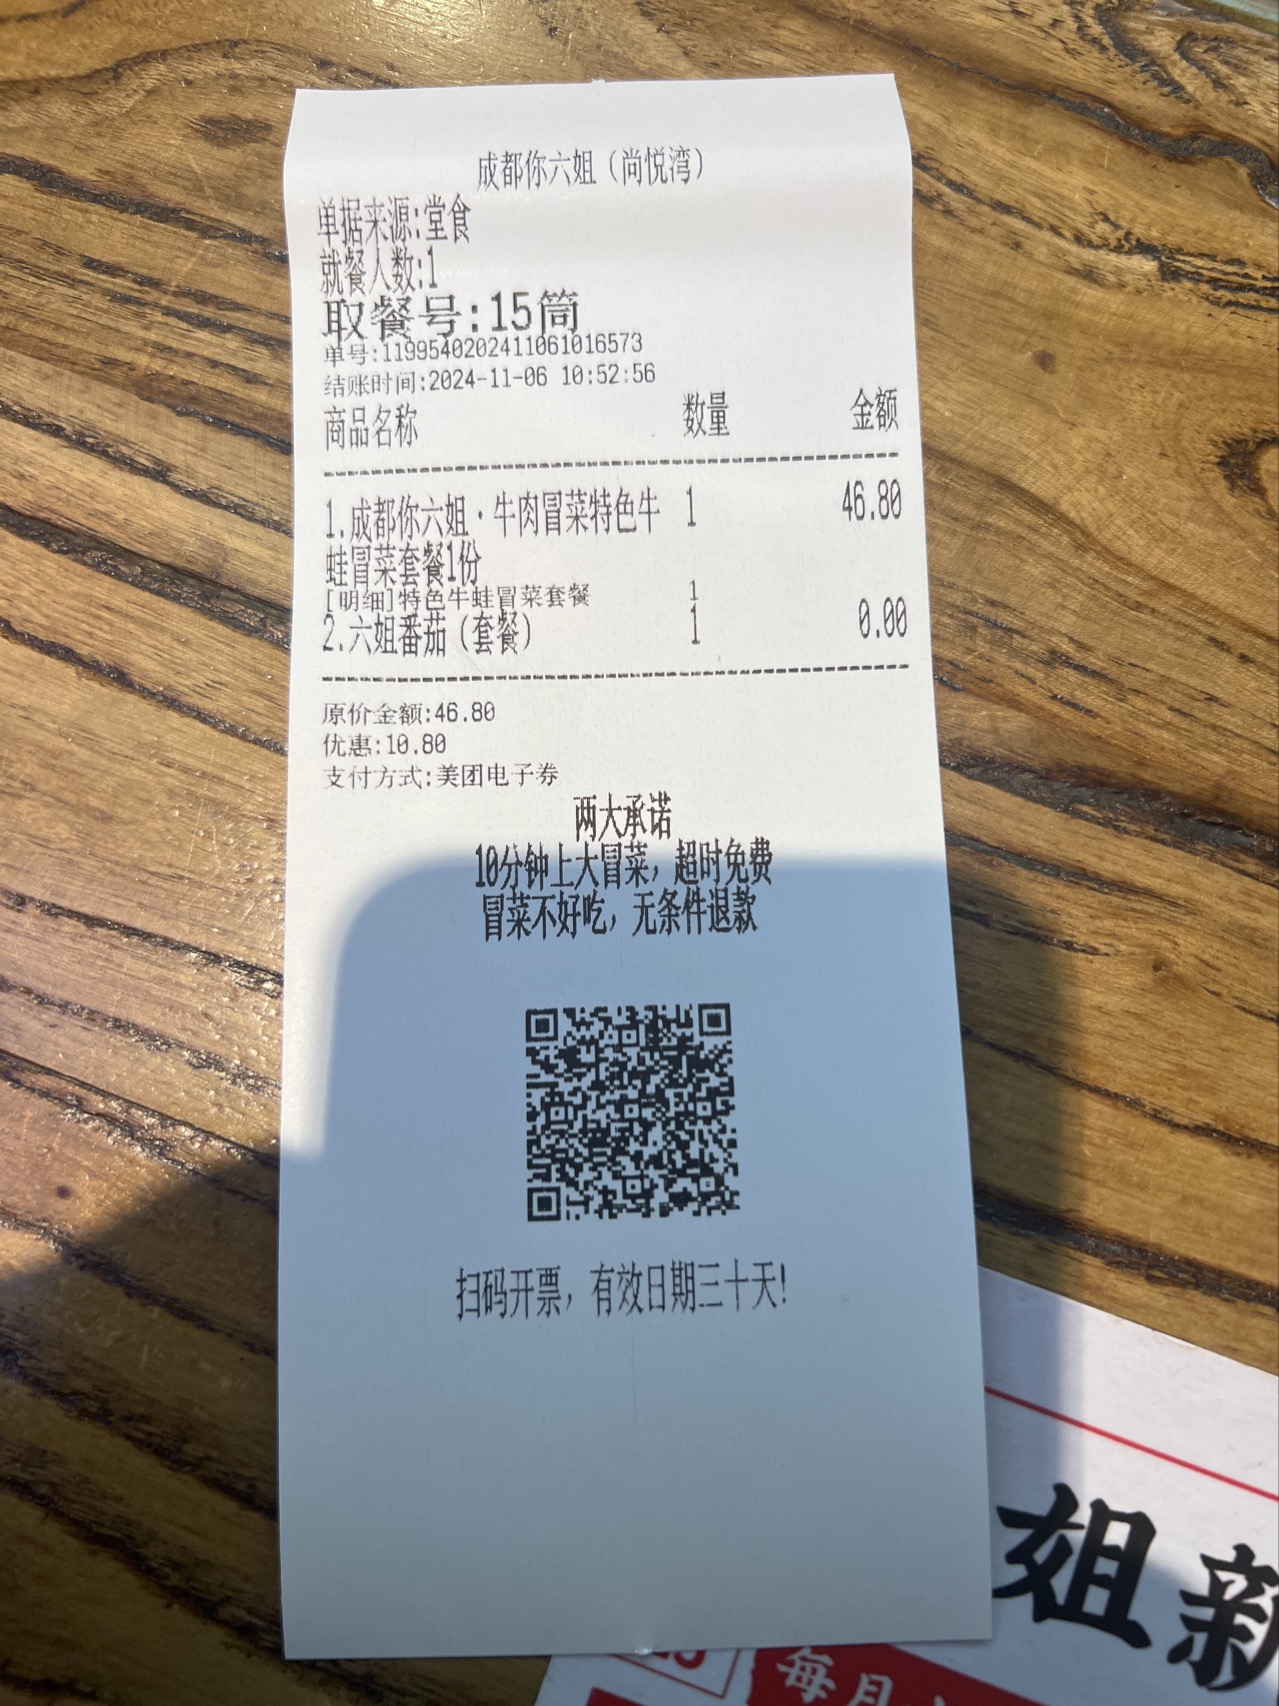 成都你六姐（尚悦湾）
单据来源:堂食
就餐人数:1
取餐号:15筒
单号:1199540202411061016573
结账时间:2024-11-06 10:52:56
商品名称 数量 金额
1.成都你六姐·牛肉冒菜特色牛 1 46.80
蛙冒菜套餐1份
[明细]特色牛蛙冒菜套餐 1
2.六姐番茄（套餐） 1 0.00
原价金额:46.80
优惠:10.80
支付方式:美团电子券
两大承诺
10分钟上大冒菜，超时免费
冒菜不好吃，无条件退款
扫码开票，有效日期三十天!
姐新
每月